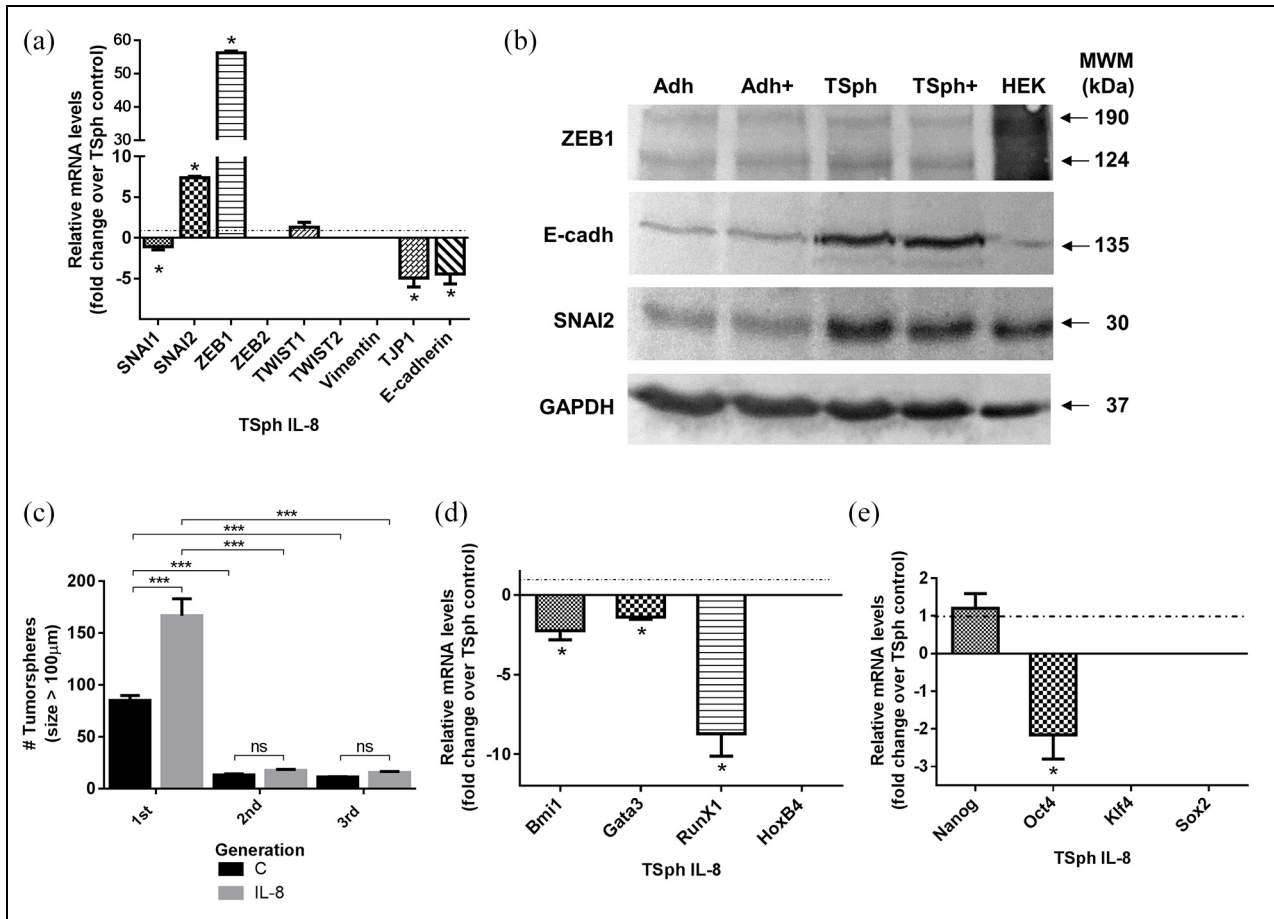 (a)
Relative mRNA levels
(fold change over TSph control)
60
50
40
30
10
5
0
-5
*
*
*
*
*
SNAI1
SNAI2
ZEB1
ZEB2
TWIST1
TWIST2
Vimentin
TJP1
E-cadherin
TSph IL-8
(b)
Adh
Adh+
TSph
TSph+
HEK
MWM
(kDa)
ZEB1
190
124
E-cadh
135
SNAI2
30
GAPDH
37
(c)
# Tumorspheres
(size > 100μm)
200
150
100
50
0
***
***
***
***
***
ns
ns
1st
2nd
3rd
Generation
C
IL-8
(d)
Relative mRNA levels
(fold change over TSph control)
0
-5
-10
*
*
*
Bmi1
Gata3
RunX1
HoxB4
TSph IL-8
(e)
Relative mRNA levels
(fold change over TSph control)
2
1
0
-1
-2
-3
*
Nanog
Oct4
Klf4
Sox2
TSph IL-8